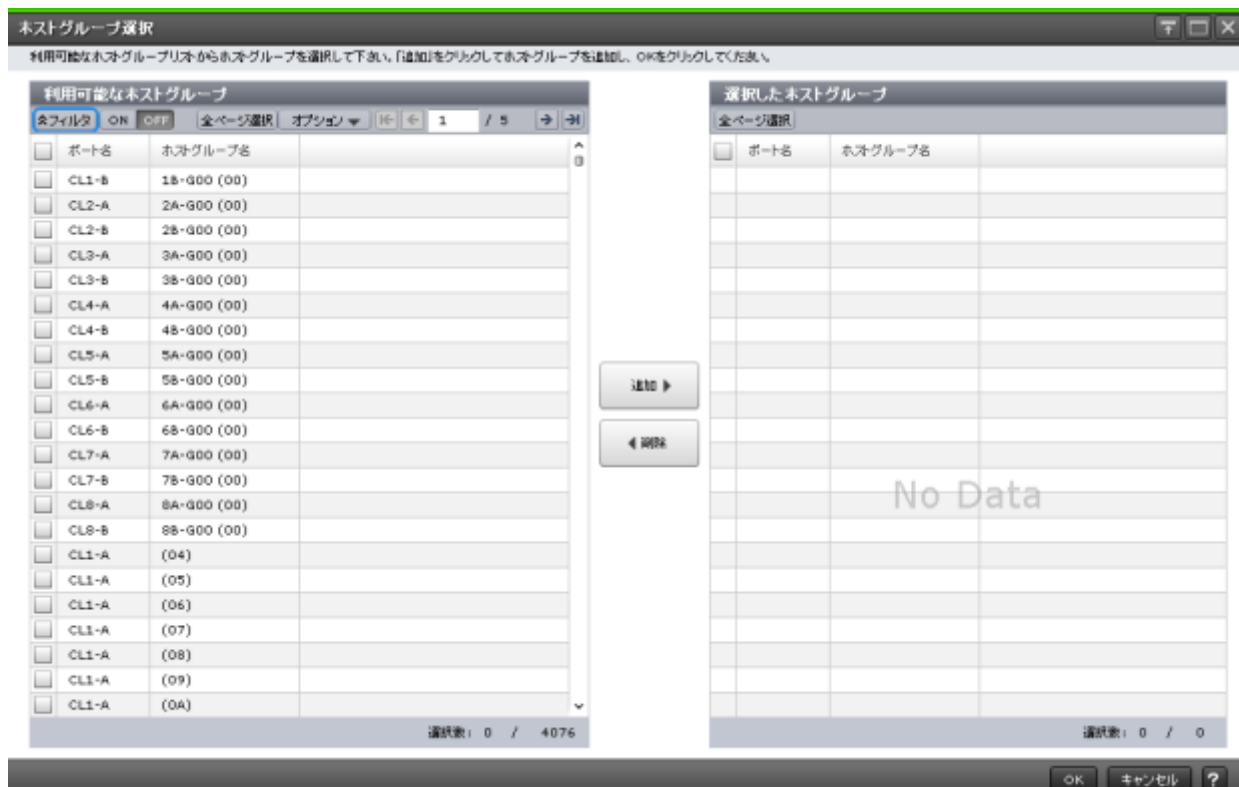 ホストグループ選択
利用可能なホストグループリストからホストグループを選択して下さい。「追加」をクリックしてホストグループを追加し、OKをクリックしてください。
利用可能なホストグループ
全フィルタ ON OFF 全ページ選択 オプション 1 / 5
ポート名 ホストグループ名
CL1-B 1B-G00 (00)
CL2-A 2A-G00 (00)
CL2-B 2B-G00 (00)
CL3-A 3A-G00 (00)
CL3-B 3B-G00 (00)
CL4-A 4A-G00 (00)
CL4-B 4B-G00 (00)
CL5-A 5A-G00 (00)
CL5-B 5B-G00 (00)
CL6-A 6A-G00 (00)
CL6-B 6B-G00 (00)
CL7-A 7A-G00 (00)
CL7-B 7B-G00 (00)
CL8-A 8A-G00 (00)
CL8-B 8B-G00 (00)
CL1-A (04)
CL1-A (05)
CL1-A (06)
CL1-A (07)
CL1-A (08)
CL1-A (09)
CL1-A (0A)
選択数: 0 / 4076
追加
削除
選択したホストグループ
全ページ選択
ポート名 ホストグループ名
No Data
選択数: 0 / 0
OK キャンセル ?